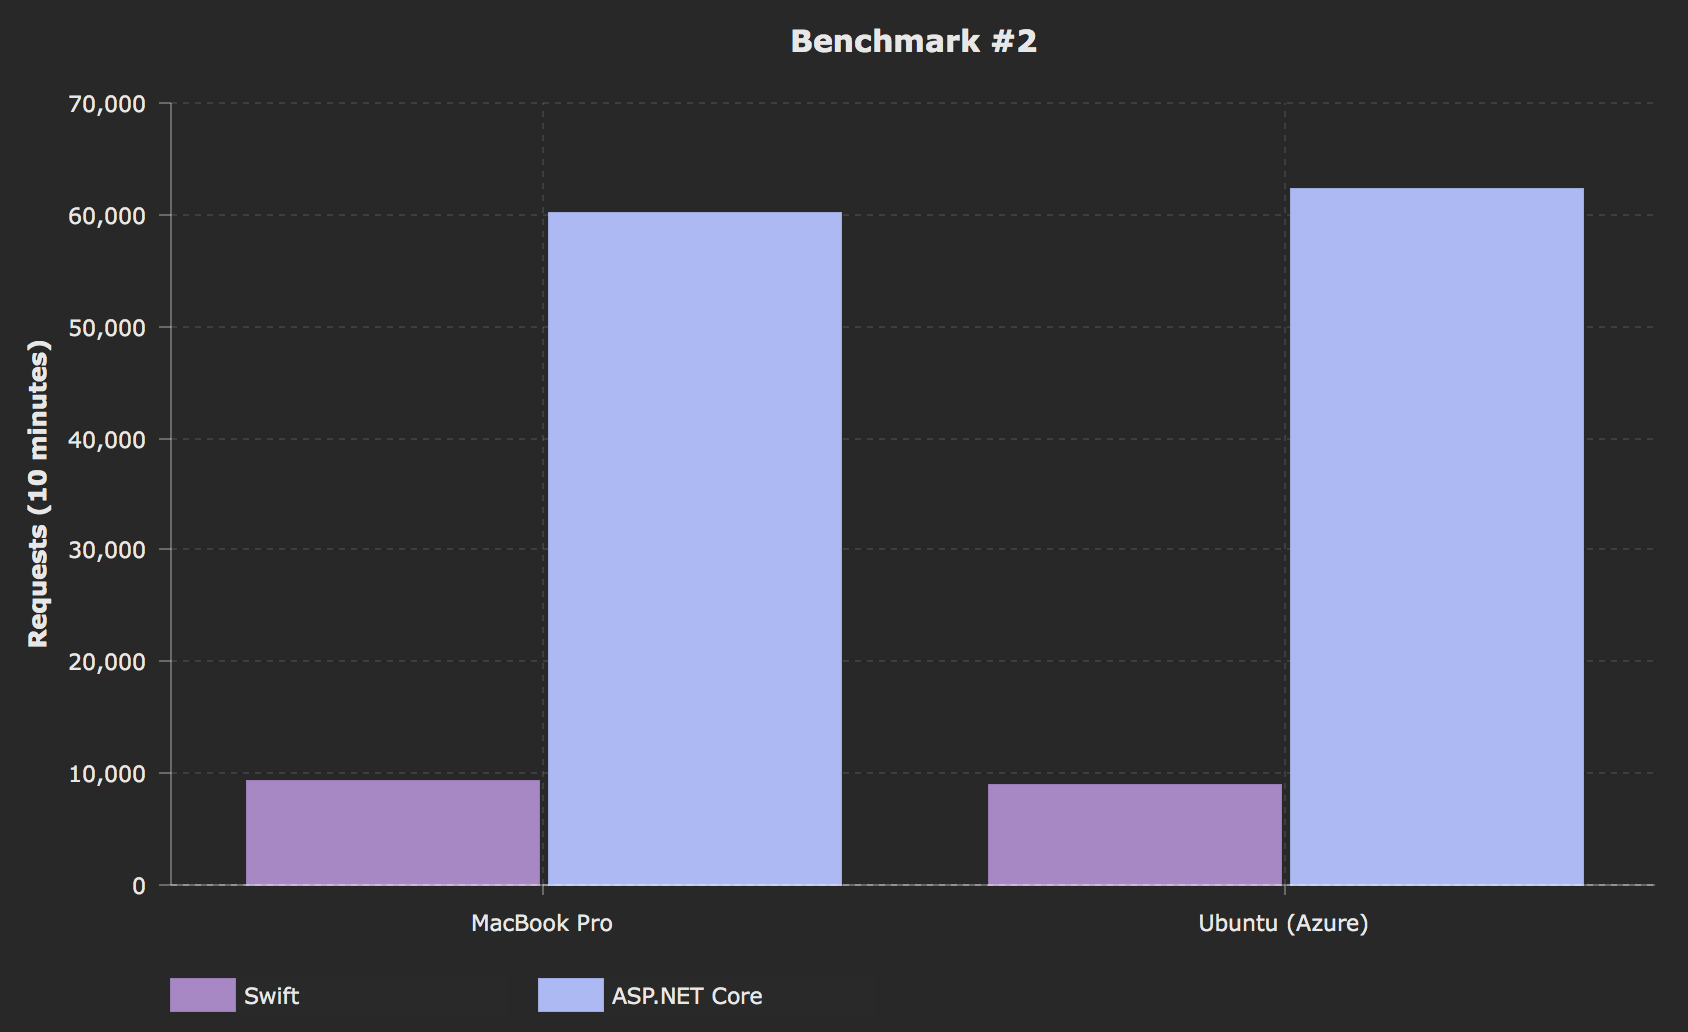 Benchmark #2
Requests (10 minutes)
70,000
60,000
50,000
40,000
30,000
20,000
10,000
0
MacBook Pro
Ubuntu (Azure)
Swift
ASP.NET Core